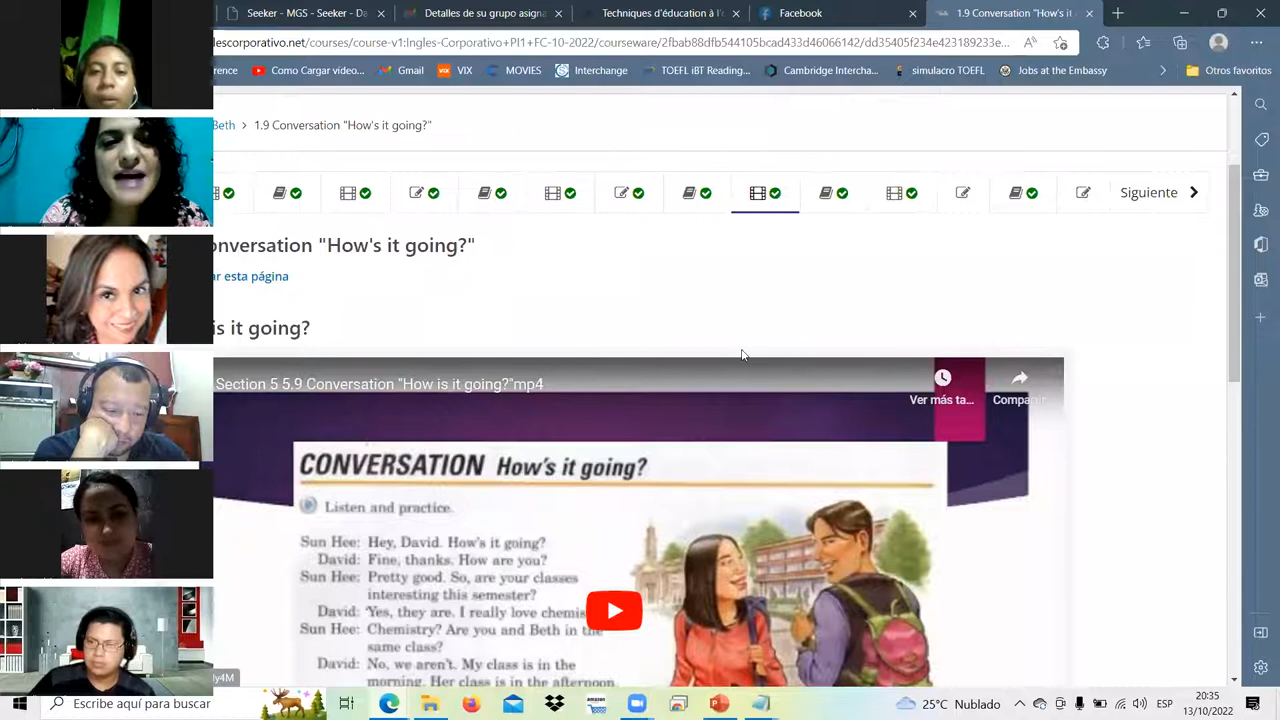 Seeker - MGS - Seeker - Da
Detalles de su grupo asigna
Techniques d'éducation à l'c
Facebook
1.9 Conversation "How's it
lescorporativo.net/courses/course-v1:Ingles-Corporativo+PI1+FC-10-2022/courseware/2fbab88dfb544105bcad433d46066142/dd35405f234e423189233e...
rence
Como Cargar video...
Gmail
VIX
MOVIES
Interchange
TOEFL iBT Reading...
Cambridge Intercha...
simulacro TOEFL
Jobs at the Embassy
Otros favoritos
Beth > 1.9 Conversation "How's it going?"
Siguiente
onversation "How's it going?"
ar esta página
is it going?
Section 5 5.9 Conversation "How is it going?"mp4
Ver más ta...
Compartir
CONVERSATION How's it going?
Listen and practice.
Sun Hee: Hey, David. How's it going?
David: Fine, thanks. How are you?
Sun Hee: Pretty good. So, are your classes
interesting this semester?
David: Yes, they are. I really love chemis
Sun Hee: Chemistry? Are you and Beth in the
same class?
David: No, we aren't. My class is in the
morning. Her class is in the afternoon.
ly4M
Escribe aquí para buscar
25°C Nublado
ESP
20:35
13/10/2022